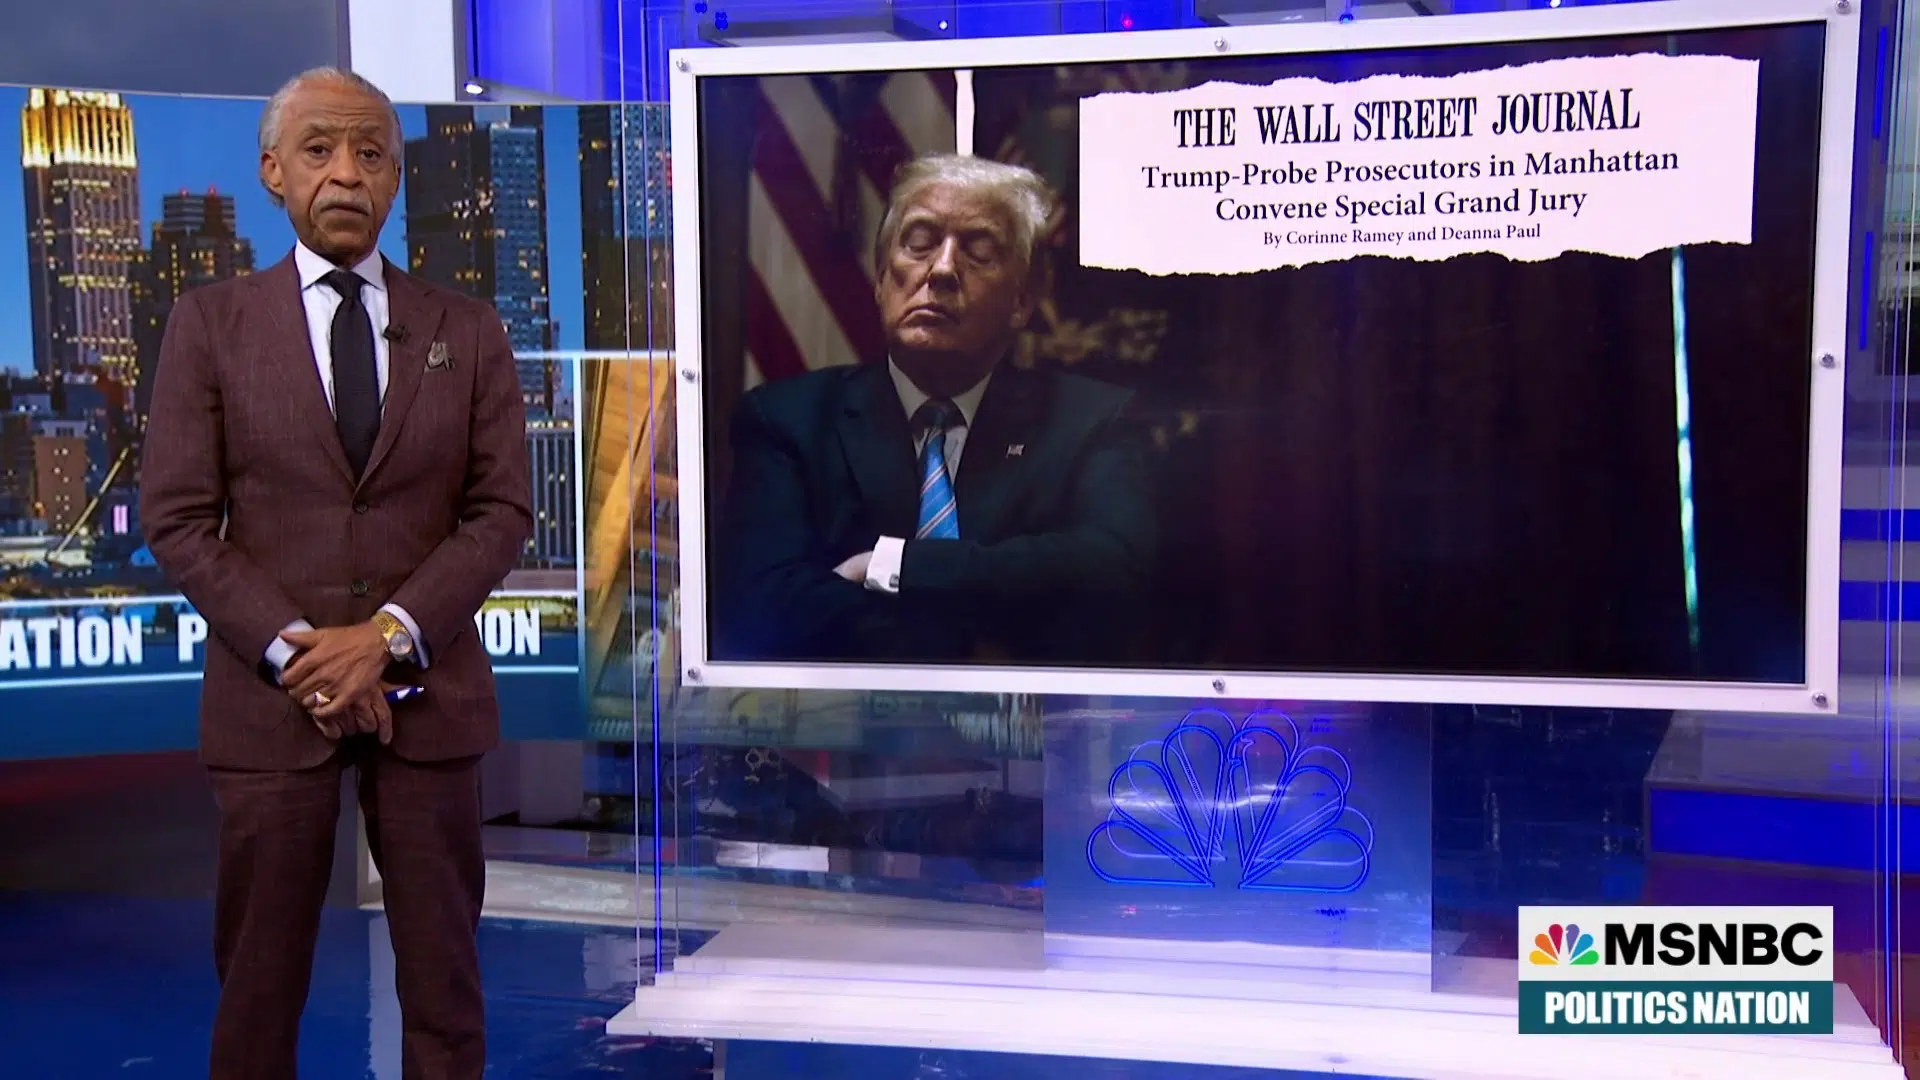 THE WALL STREET JOURNAL
Trump-Probe Prosecutors in Manhattan
Convene Special Grand Jury
By Corinne Ramey and Deanna Paul
ATION P
ION
MSNBC
POLITICS NATION